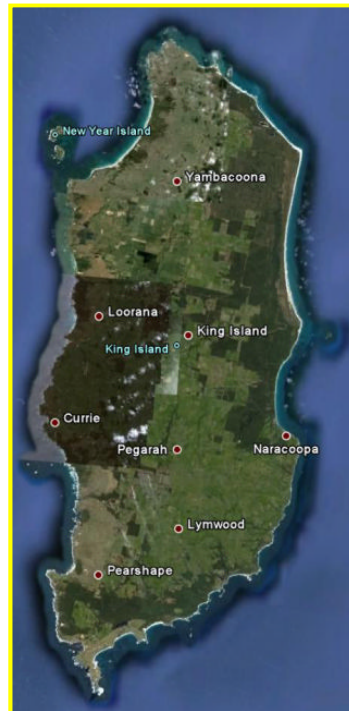 New Year Island
Yambacoona
Loorana
King Island
King Island
Currie
Naracoopa
Pegarah
Lymwood
Pearshape